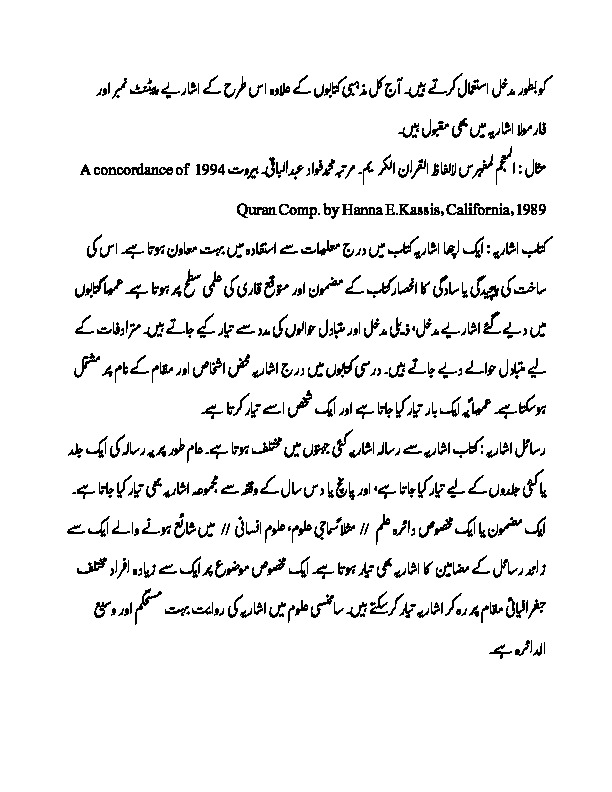 کو بطور مدخل استعمال کرتے ہیں۔ آج کل مذہبی کتابوں کے علاوہ اس طرح کے اشاریے پیٹنٹ نمبر اور
فارمولا اشاریہ میں بھی مقبول ہیں۔
مثال : المعجم لمفہرس لالفاظ القران الکریم۔ مرتبہ محمد فواد عبدالباقی۔ بیروت 1994 A concordance of
Quran Comp. by Hanna E.Kassis, California, 1989
کتاب اشاریہ : ایک اچھا اشاریہ کتاب میں درج معلومات سے استفادہ میں بہت معاون ہوتا ہے۔ اس کی
ساخت کی پیچیدگی یا سادگی کا انحصار کتاب کے مضمون اور متوقع قاری کی علمی سطح پر ہوتا ہے۔ عموماً کتابوں
میں دیے گئے اشاریے مدخل، ذیلی مدخل اور متبادل حوالوں کی مدد سے تیار کیے جاتے ہیں۔ مترادفات کے
لیے متبادل حوالے دیے جاتے ہیں۔ درسی کتابوں میں درج اشاریہ محض اشخاص اور مقام کے نام پر مشتمل
ہوسکتا ہے۔ عموماً یہ ایک بار تیار کیا جاتا ہے اور ایک شخص اسے تیار کرتا ہے۔
رسائل اشاریہ : کتاب اشاریہ سے رسالہ اشاریہ کئی جہتوں میں مختلف ہوتا ہے۔ عام طور پر یہ رسالہ کی ایک جلد
یا کئی جلدوں کے لیے تیار کیا جاتا ہے، اور پانچ یا دس سال کے وقفہ سے مجموعہ اشاریہ بھی تیار کیا جاتا ہے۔
ایک مضمون یا ایک مخصوص دائرہ علم // مثلاً سماجی علوم، علوم انسانی // میں شائع ہونے والے ایک سے
زائد رسائل کے مضامین کا اشاریہ بھی تیار ہوتا ہے۔ ایک مخصوص موضوع پر ایک سے زیادہ افراد مختلف
جغرافیائی مقام پر رہ کر اشاریہ تیار کرسکتے ہیں۔ سائنسی علوم میں اشاریہ کی روایت بہت مستحکم اور وسیع
الدائرہ ہے۔